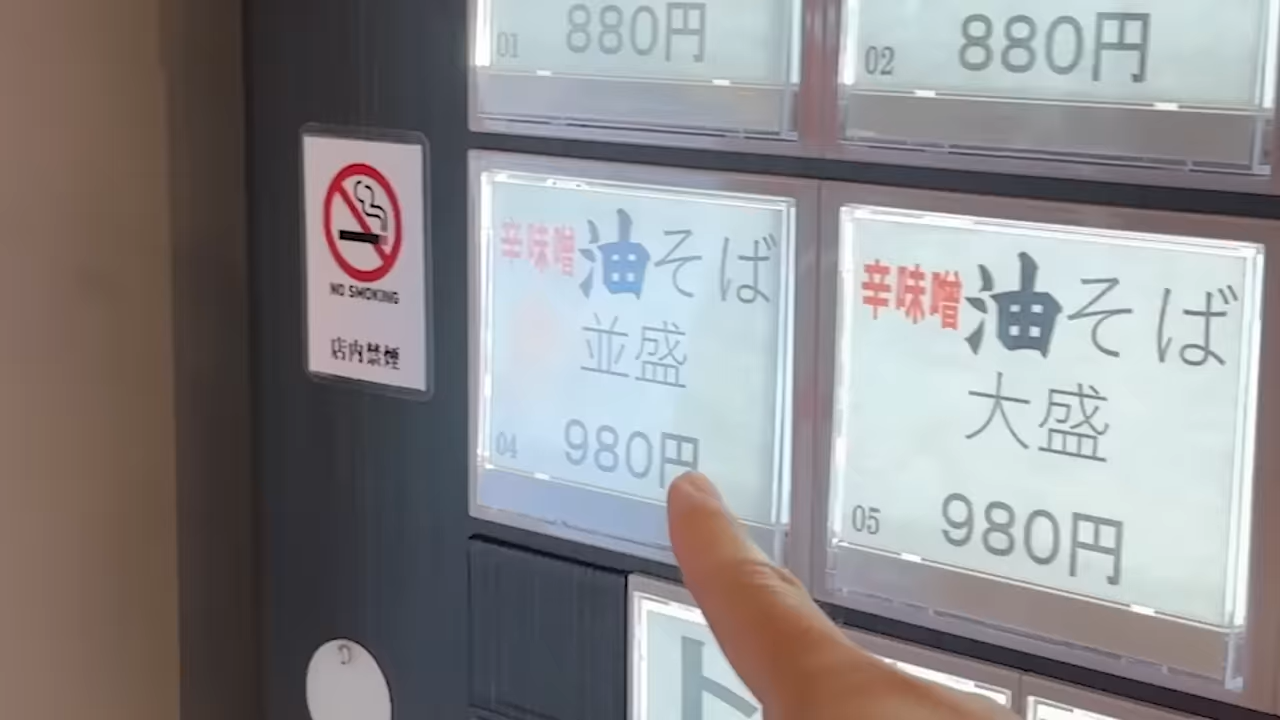 01 880円
02 880円
NO SMOKING
店内禁煙
辛味噌油そば
並盛
04 980円
辛味噌油そば
大盛
05 980円